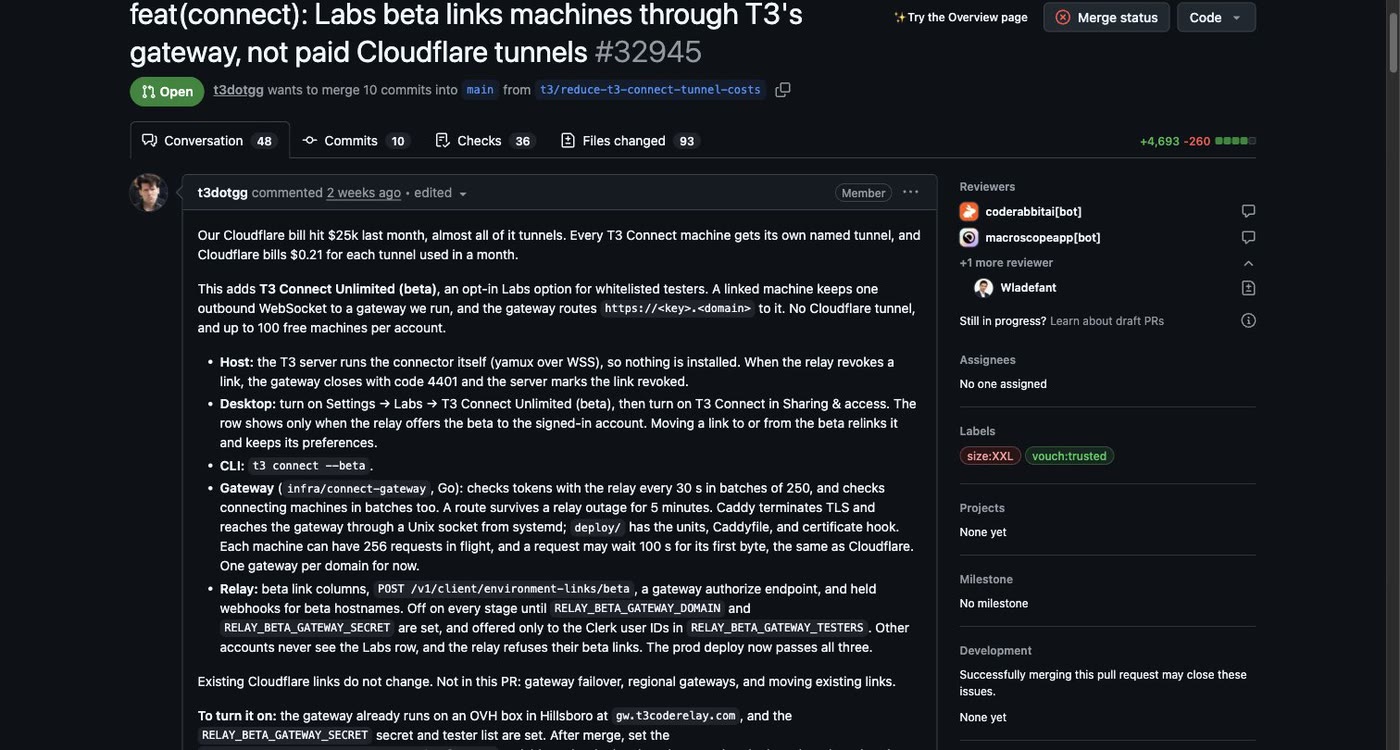 feat(connect): Labs beta links machines through T3's
gateway, not paid Cloudflare tunnels #32945
✨Try the Overview page
Merge status
Code
Open
t3dotgg wants to merge 10 commits into main from t3/reduce-t3-connect-tunnel-costs
Conversation 48
Commits 10
Checks 36
Files changed 93
+4,693 -260
t3dotgg commented 2 weeks ago • edited
Member
Our Cloudflare bill hit $25k last month, almost all of it tunnels. Every T3 Connect machine gets its own named tunnel, and
Cloudflare bills $0.21 for each tunnel used in a month.
This adds T3 Connect Unlimited (beta), an opt-in Labs option for whitelisted testers. A linked machine keeps one
outbound WebSocket to a gateway we run, and the gateway routes https://<key>.<domain> to it. No Cloudflare tunnel,
and up to 100 free machines per account.
• Host: the T3 server runs the connector itself (yamux over WSS), so nothing is installed. When the relay revokes a
link, the gateway closes with code 4401 and the server marks the link revoked.
• Desktop: turn on Settings → Labs → T3 Connect Unlimited (beta), then turn on T3 Connect in Sharing & access. The
row shows only when the relay offers the beta to the signed-in account. Moving a link to or from the beta relinks it
and keeps its preferences.
• CLI: t3 connect --beta.
• Gateway (infra/connect-gateway, Go): checks tokens with the relay every 30 s in batches of 250, and checks
connecting machines in batches too. A route survives a relay outage for 5 minutes. Caddy terminates TLS and
reaches the gateway through a Unix socket from systemd; deploy/ has the units, Caddyfile, and certificate hook.
Each machine can have 256 requests in flight, and a request may wait 100 s for its first byte, the same as Cloudflare.
One gateway per domain for now.
• Relay: beta link columns, POST /v1/client/environment-links/beta, a gateway authorize endpoint, and held
webhooks for beta hostnames. Off on every stage until RELAY_BETA_GATEWAY_DOMAIN and
RELAY_BETA_GATEWAY_SECRET are set, and offered only to the Clerk user IDs in RELAY_BETA_GATEWAY_TESTERS. Other
accounts never see the Labs row, and the relay refuses their beta links. The prod deploy now passes all three.
Existing Cloudflare links do not change. Not in this PR: gateway failover, regional gateways, and moving existing links.
To turn it on: the gateway already runs on an OVH box in Hillsboro at gw.t3coderelay.com, and the
RELAY_BETA_GATEWAY_SECRET secret and tester list are set. After merge, set the
Reviewers
coderabbitai[bot]
macroscopeapp[bot]
+1 more reviewer
Wladefant
Still in progress? Learn about draft PRs
Assignees
No one assigned
Labels
size:XXL
vouch:trusted
Projects
None yet
Milestone
No milestone
Development
Successfully merging this pull request may close these
issues.
None yet